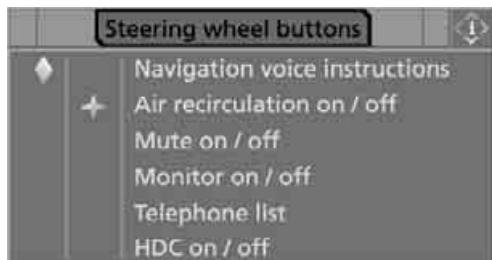 Steering wheel buttons
Navigation voice instructions
Air recirculation on / off
Mute on / off
Monitor on / off
Telephone list
HDC on / off